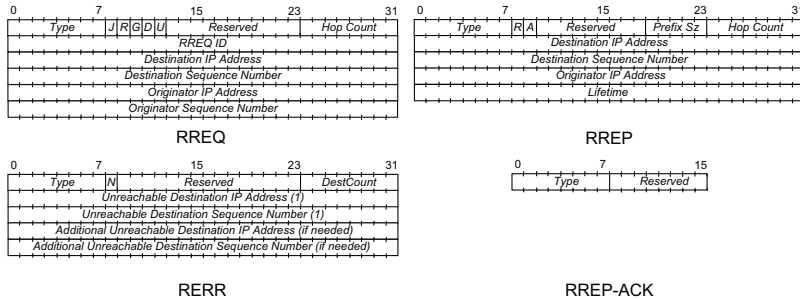 0 7 15 23 31
Type J R G D U Reserved Hop Count
RREQ ID
Destination IP Address
Destination Sequence Number
Originator IP Address
Originator Sequence Number
RREQ
0 7 15 23 31
Type R A Reserved Prefix Sz Hop Count
Destination IP Address
Destination Sequence Number
Originator IP Address
Lifetime
RREP
0 7 15 23 31
Type N Reserved DestCount
Unreachable Destination IP Address (1)
Unreachable Destination Sequence Number (1)
Additional Unreachable Destination IP Address (if needed)
Additional Unreachable Destination Sequence Number (if needed)
RERR
0 7 15
Type Reserved
RREP-ACK